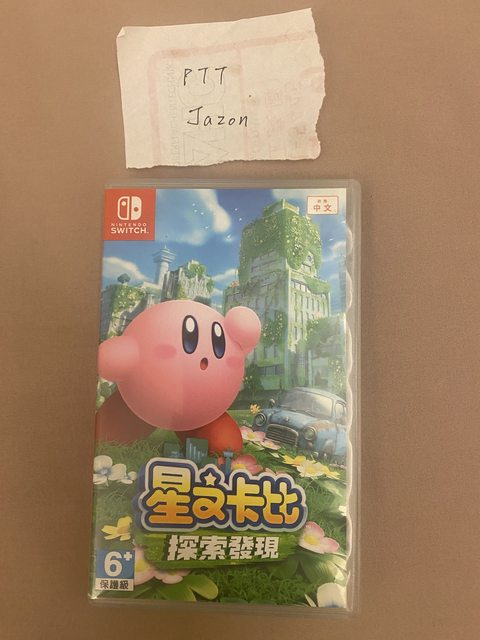 PTT
Jazon
NINTENDO
SWITCH
中文
星之卡比
探索發現
6+
保護級